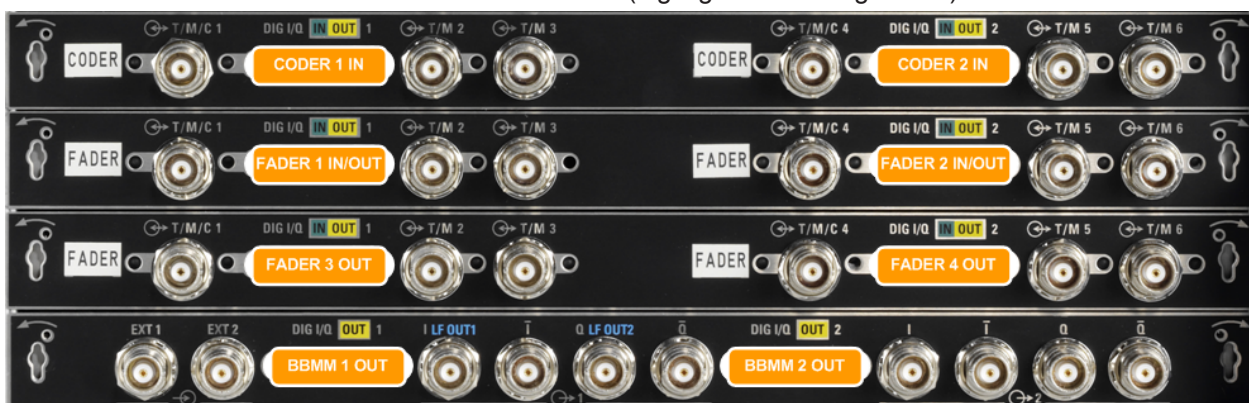 T/M/C 1 DIG I/Q IN OUT 1 T/M 2 T/M 3 T/M/C 4 DIG I/Q IN OUT 2 T/M 5 T/M 6
CODER CODER 1 IN CODER CODER 2 IN
T/M/C 1 DIG I/Q IN OUT 1 T/M 2 T/M 3 T/M/C 4 DIG I/Q IN OUT 2 T/M 5 T/M 6
FADER FADER 1 IN/OUT FADER FADER 2 IN/OUT
T/M/C 1 DIG I/Q IN OUT 1 T/M 2 T/M 3 T/M/C 4 DIG I/Q IN OUT 2 T/M 5 T/M 6
FADER FADER 3 OUT FADER FADER 4 OUT
EXT 1 EXT 2 DIG I/Q OUT 1 I LF OUT1 I̅ Q LF OUT2 Q̅ DIG I/Q OUT 2 I I̅ Q Q̅
BBMM 1 OUT BBMM 2 OUT
1 2